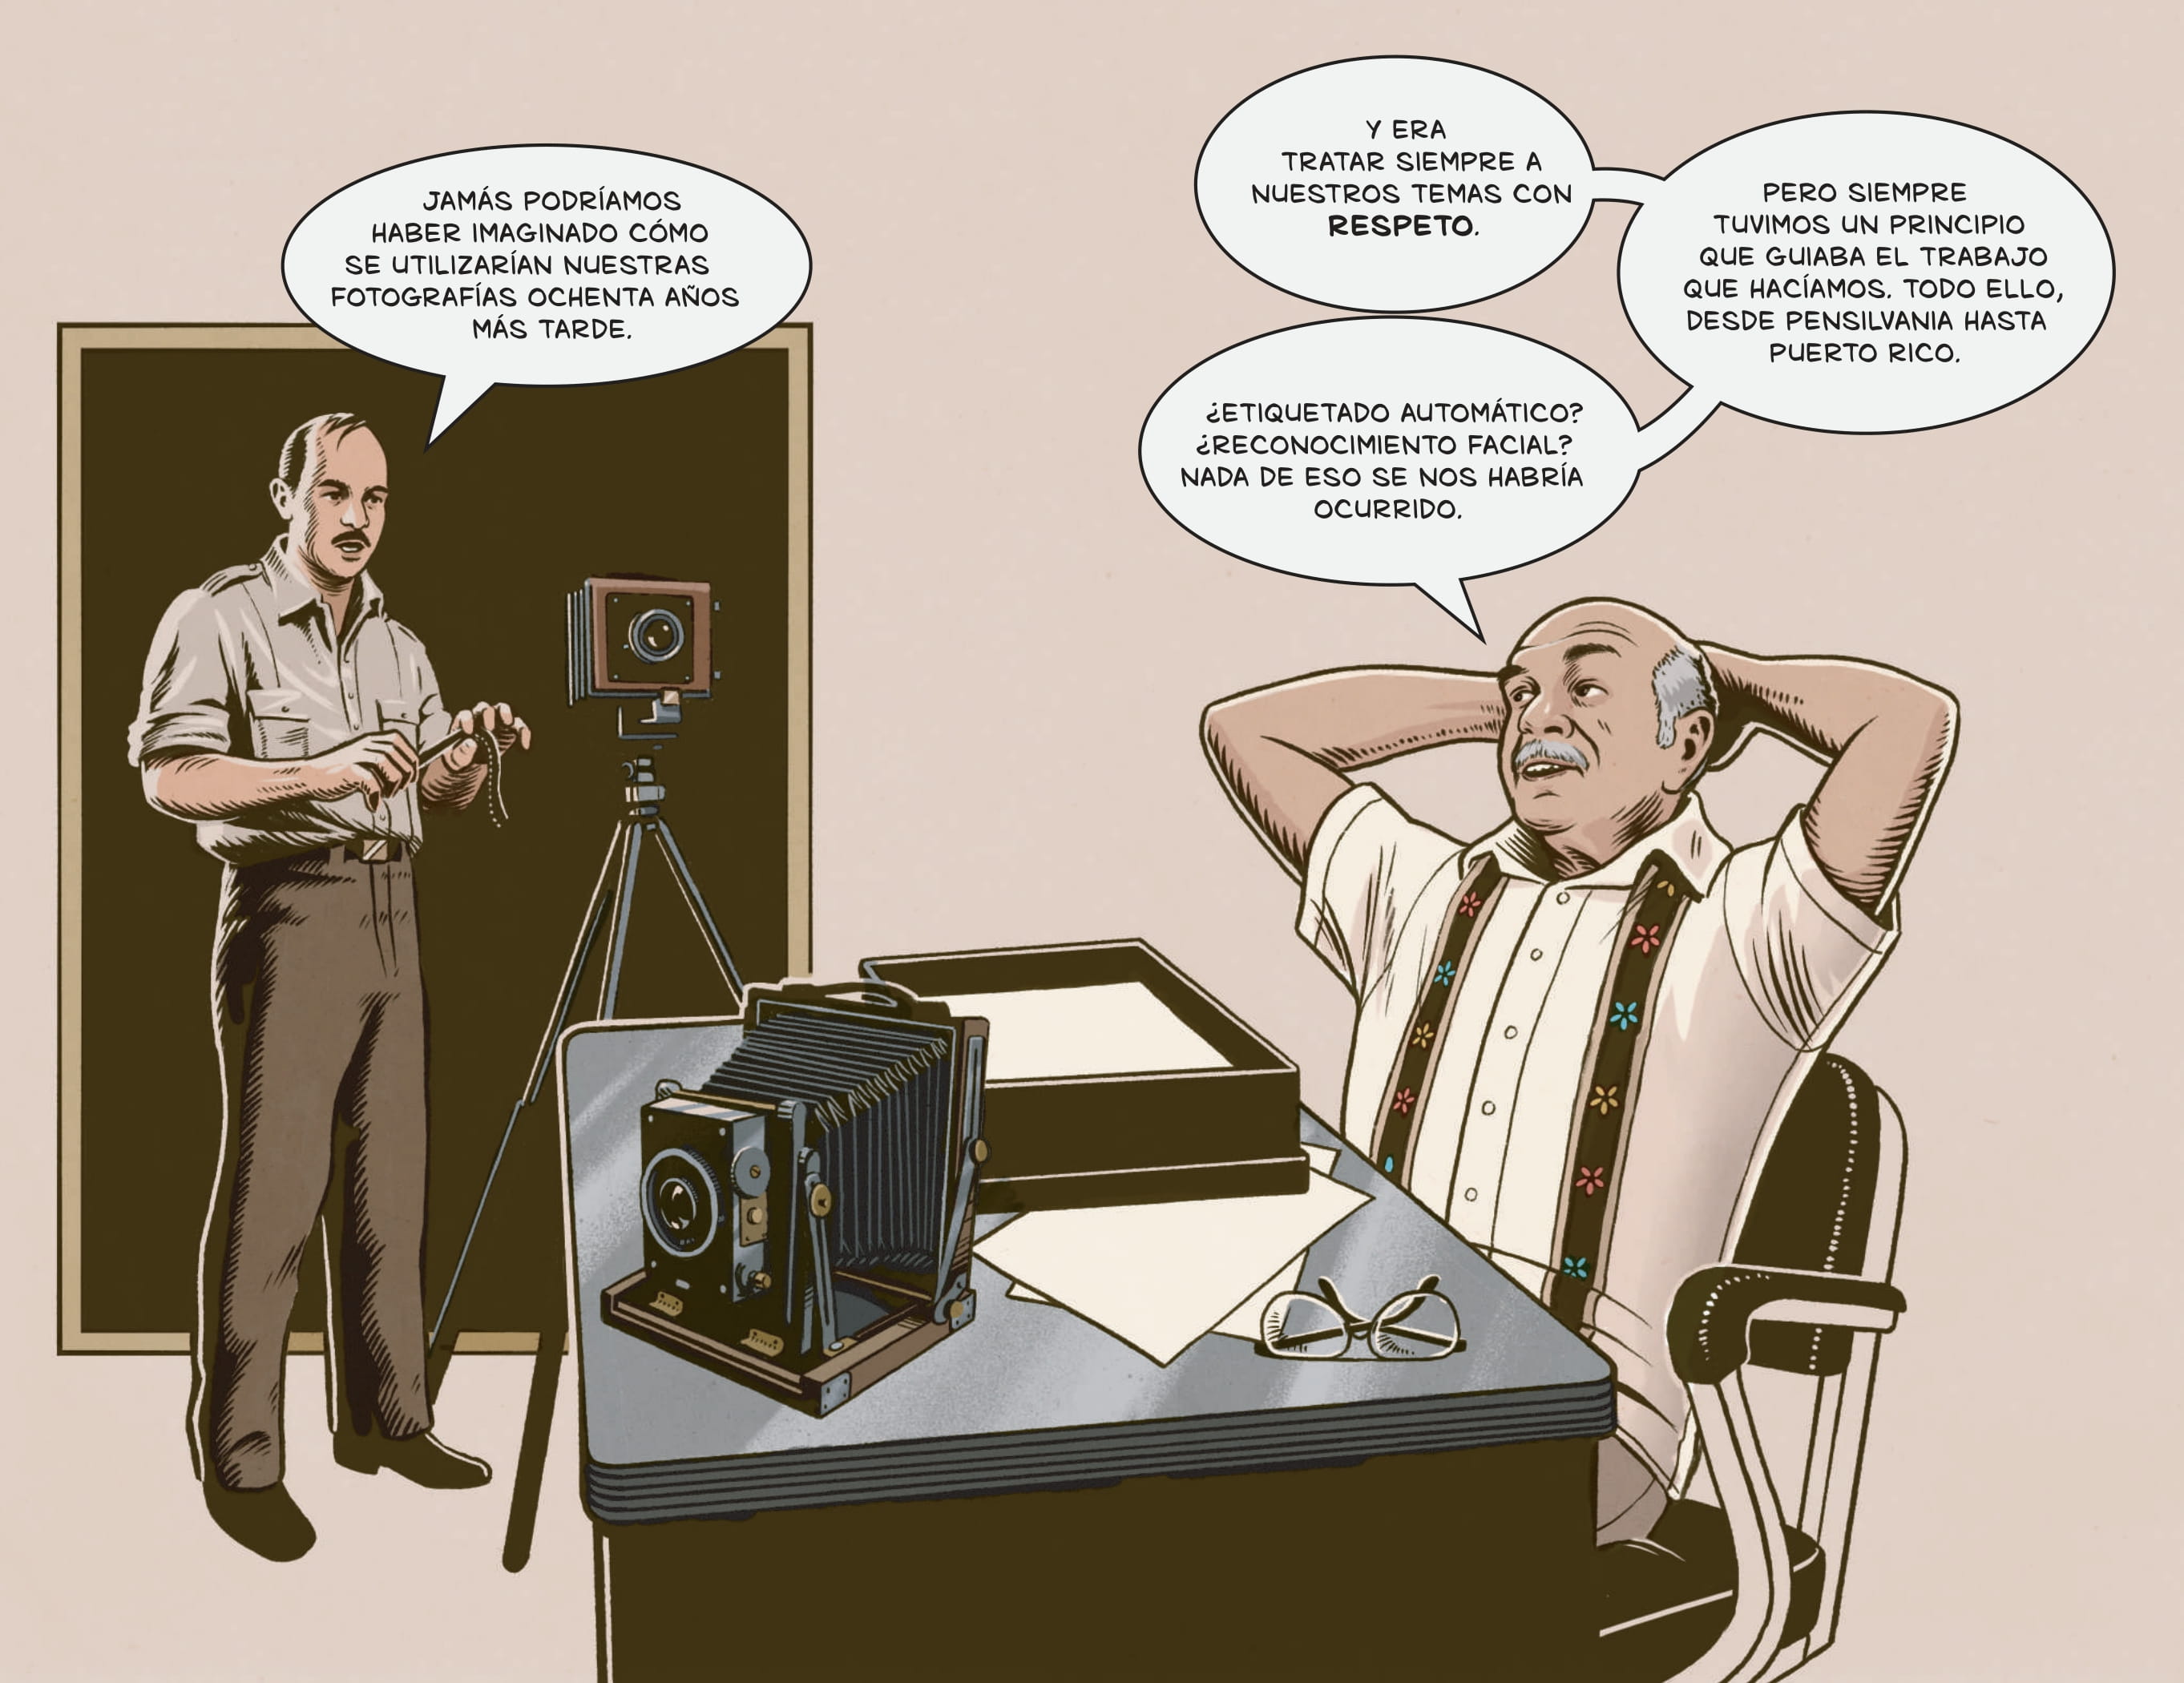 JAMÁS PODRÍAMOS
HABER IMAGINADO CÓMO
SE UTILIZARÍAN NUESTRAS
FOTOGRAFÍAS OCHENTA AÑOS
MÁS TARDE.
¿ETIQUETADO AUTOMÁTICO?
¿RECONOCIMIENTO FACIAL?
NADA DE ESO SE NOS HABRÍA
OCURRIDO.
PERO SIEMPRE
TUVIMOS UN PRINCIPIO
QUE GUIABA EL TRABAJO
QUE HACÍAMOS. TODO ELLO,
DESDE PENSILVANIA HASTA
PUERTO RICO.
Y ERA
TRATAR SIEMPRE A
NUESTROS TEMAS CON
RESPETO.